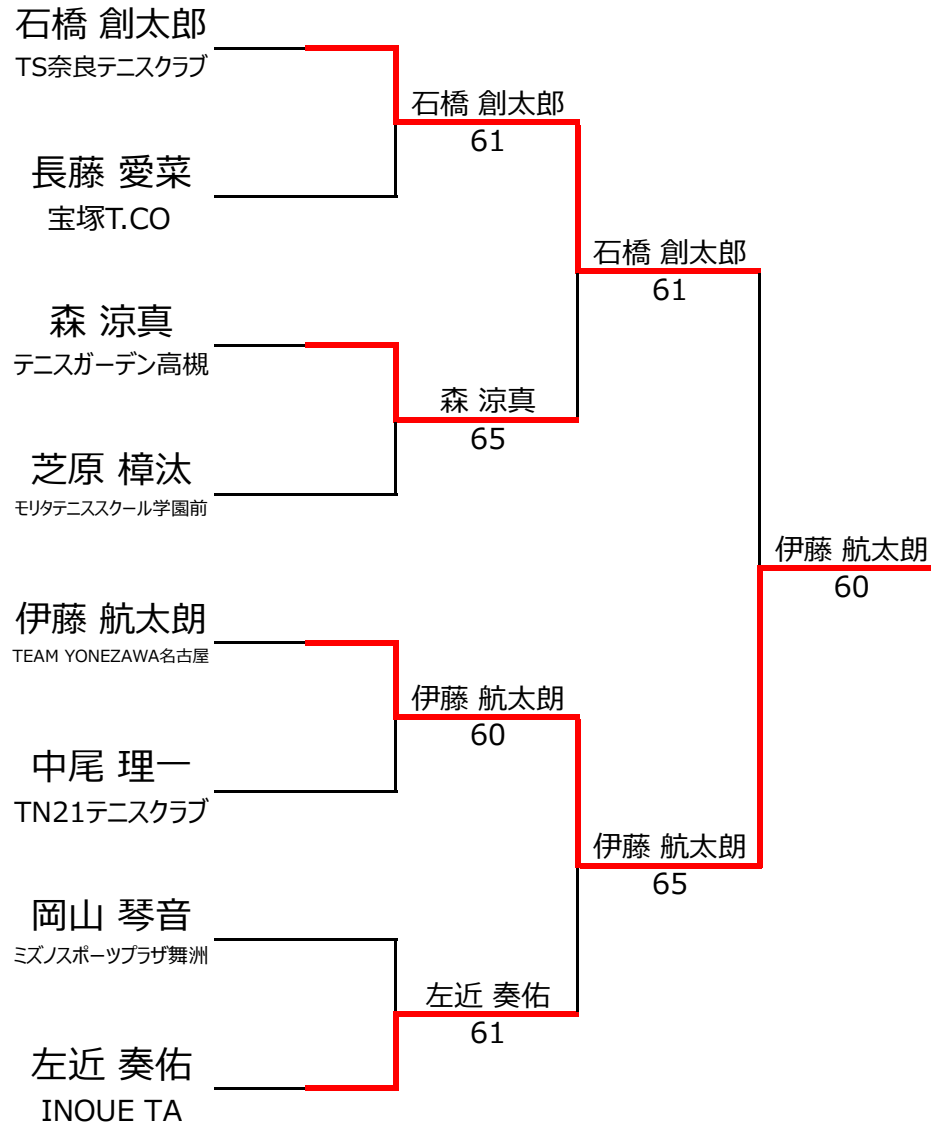 石橋 創太郎
TS奈良テニスクラブ
長藤 愛菜
宝塚T.CO
森 涼真
テニスガーデン高槻
芝原 樟汰
モリタテニススクール学園前
伊藤 航太朗
TEAM YONEZAWA名古屋
中尾 理一
TN21テニスクラブ
岡山 琴音
ミズノスポーツプラザ舞洲
左近 奏佑
INOUE TA
石橋 創太郎
61
森 涼真
65
伊藤 航太朗
60
左近 奏佑
61
石橋 創太郎
61
伊藤 航太朗
65
伊藤 航太朗
60